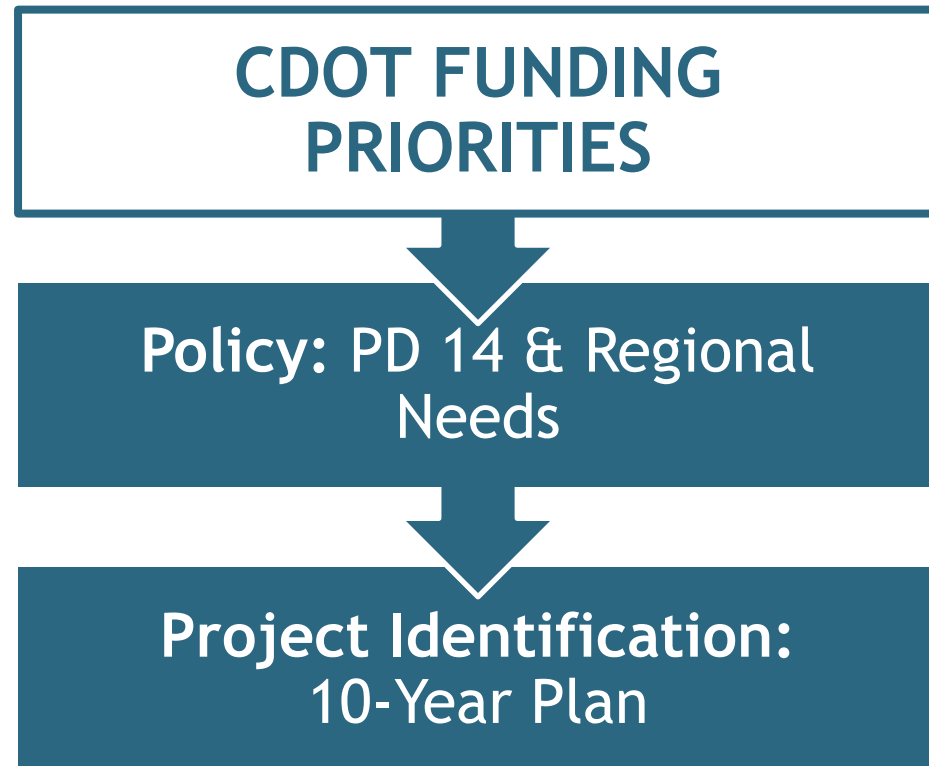 CDOT FUNDING
PRIORITIES
Policy: PD 14 & Regional
Needs
Project Identification:
10-Year Plan